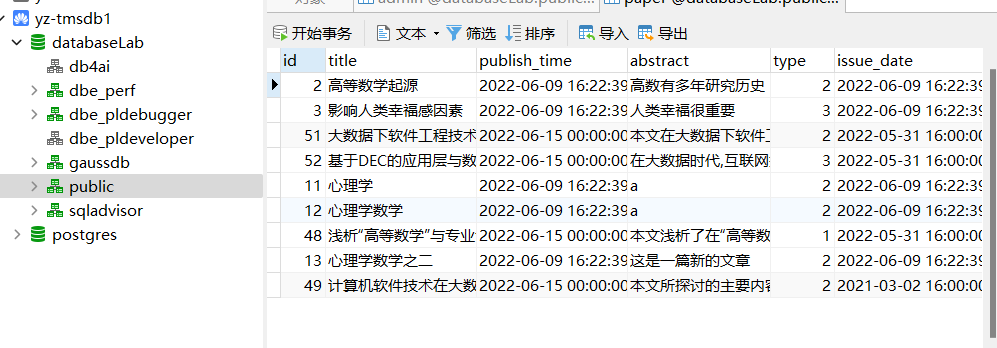 对象 admin @databaseLab.public... paper @databaseLab.public...
yz-tmsdb1
databaseLab
db4ai
dbe_perf
dbe_pldebugger
dbe_pldeveloper
gaussdb
public
sqladvisor
postgres
开始事务 文本 筛选 排序 导入 导出
id title publish_time abstract type issue_date
2 高等数学起源 2022-06-09 16:22:39 高数有多年研究历史 2 2022-06-09 16:22:39
3 影响人类幸福感因素 2022-06-09 16:22:39 人类幸福很重要 3 2022-06-09 16:22:39
51 大数据下软件工程技术 2022-06-15 00:00:00 本文在大数据下软件工 2 2022-05-31 16:00:00
52 基于DEC的应用层与数 2022-06-15 00:00:00 在大数据时代,互联网 3 2022-05-31 16:00:00
11 心理学 2022-06-09 16:22:39 a 2 2022-06-09 16:22:39
12 心理学数学 2022-06-09 16:22:39 a 2 2022-06-09 16:22:39
48 浅析“高等数学”与专业 2022-06-15 00:00:00 本文浅析了在“高等数 1 2022-05-31 16:00:00
13 心理学数学之二 2022-06-09 16:22:39 这是一篇新的文章 2 2022-06-09 16:22:39
49 计算机软件技术在大数 2022-06-15 00:00:00 本文所探讨的主要内容 2 2021-03-02 16:00:00